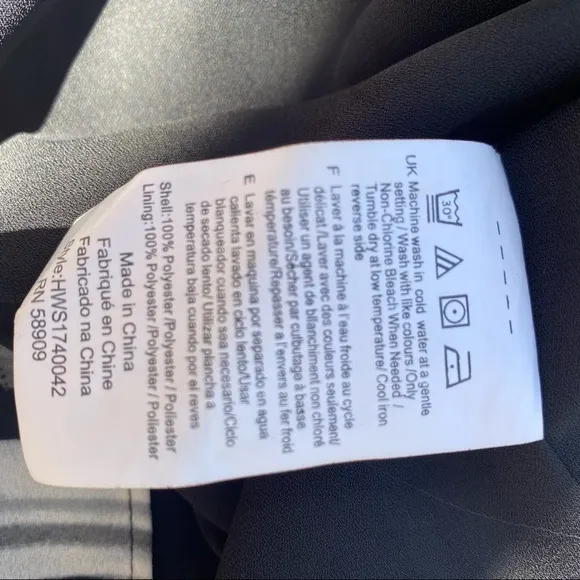 30°
UK Machine wash in cold water at a gentle
setting / Wash with like colours /Only
Non-Chlorine Bleach When Needed /
Tumble dry at low temperature/ Cool iron
reverse side
F Laver à la machine à l'eau froide au cycle
délicat /Laver avec des couleurs seulement/
Utiliser un agent de blanchiment non chloré
au besoin/Sécher par culbutage à basse
température/Repasser à l'envers au fer froid
E Lavar en maquina por separado en agua
calienta lavado en ciclo lento/Usar
blanqueador cuando sea necesario/Ciclo
de secado lento/ Utilizar plancha a
temperatura baja cuando por el reves
Shell:100% Polyester /Polyester / Poliester
Lining:100% Polyester /Polyester / Poliester
Made in China
Fabriqué en Chine
Fabricado na China
Style:HWS1740042
RN 58909